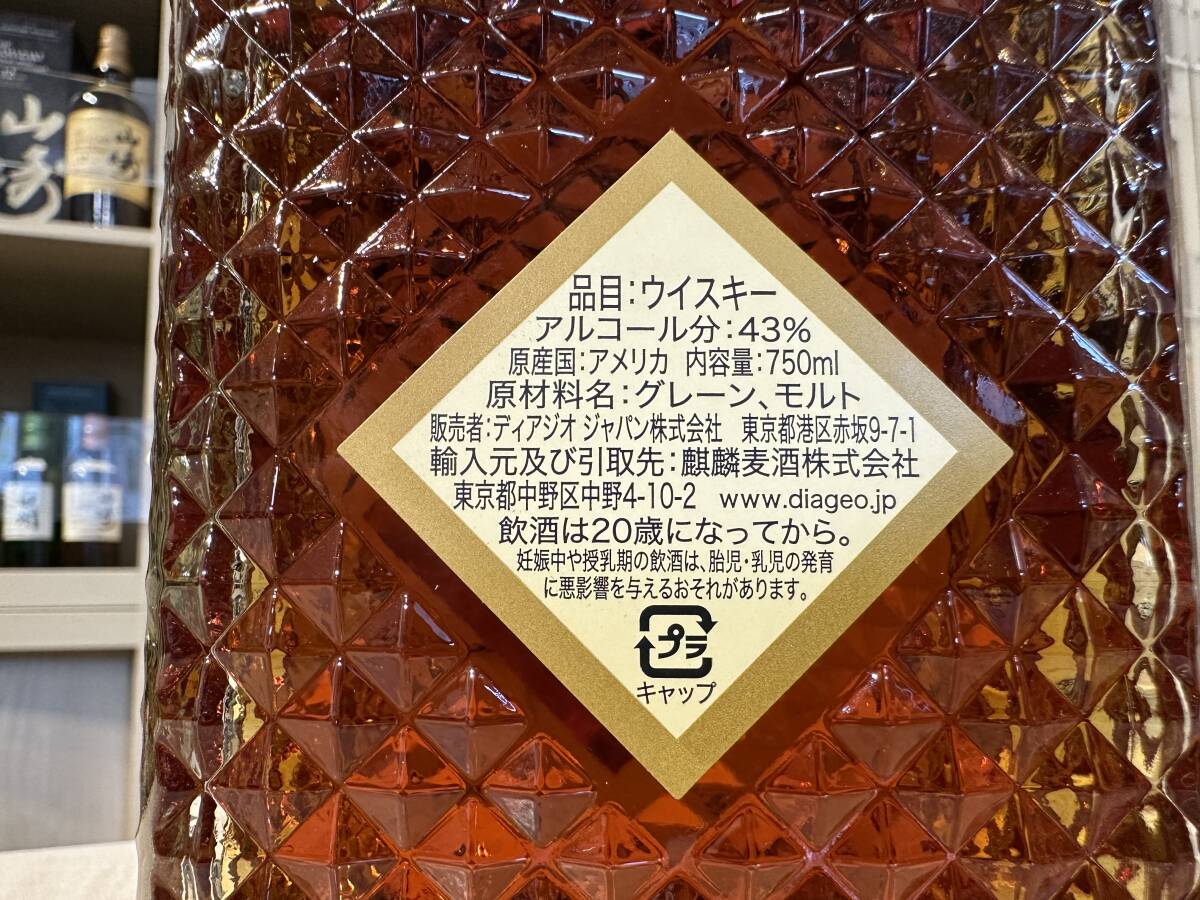 品目:ウイスキー
アルコール分:43%
原産国:アメリカ 内容量:750ml
原材料名:グレーン、モルト
販売者:ディアジオ ジャパン株式会社 東京都港区赤坂9-7-1
輸入元及び引取先:麒麟麦酒株式会社
東京都中野区中野4-10-2 www.diageo.jp
飲酒は20歳になってから。
妊娠中や授乳期の飲酒は、胎児・乳児の発育
に悪影響を与えるおそれがあります。
プラ
キャップ
山崎
山崎